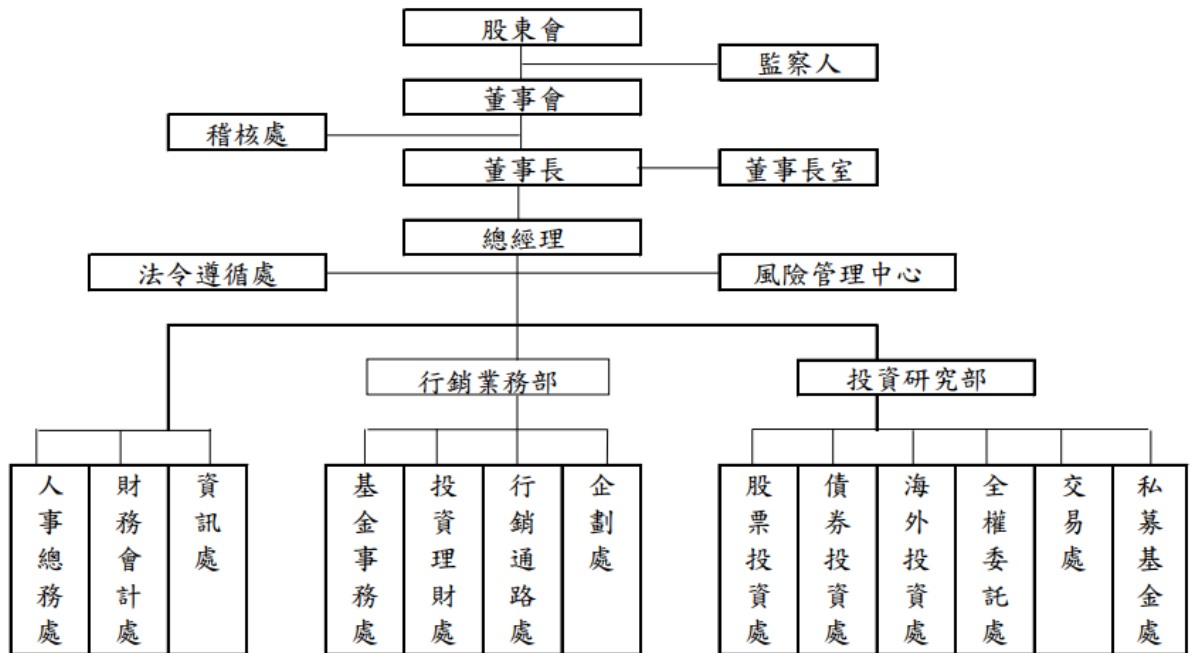 股東會
監察人
董事會
稽核處
董事長
董事長室
總經理
法令遵循處
風險管理中心
行銷業務部
投資研究部
人事總務處
財務會計處
資訊處
基金事務處
投資理財處
行銷通路處
企劃處
股票投資處
債券投資處
海外投資處
全權委託處
交易處
私募基金處